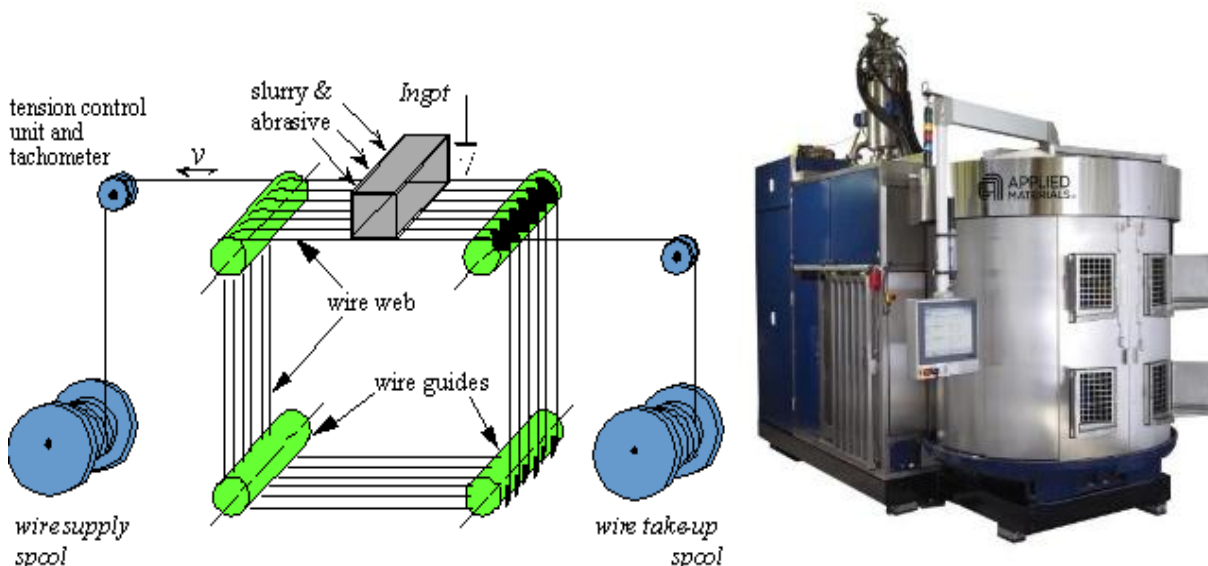 tension control
unit and
tachometer
v
slurry &
abrasive
Ingot
wire web
wire guides
wire supply
spool
wire take-up
spool
APPLIED
MATERIALS